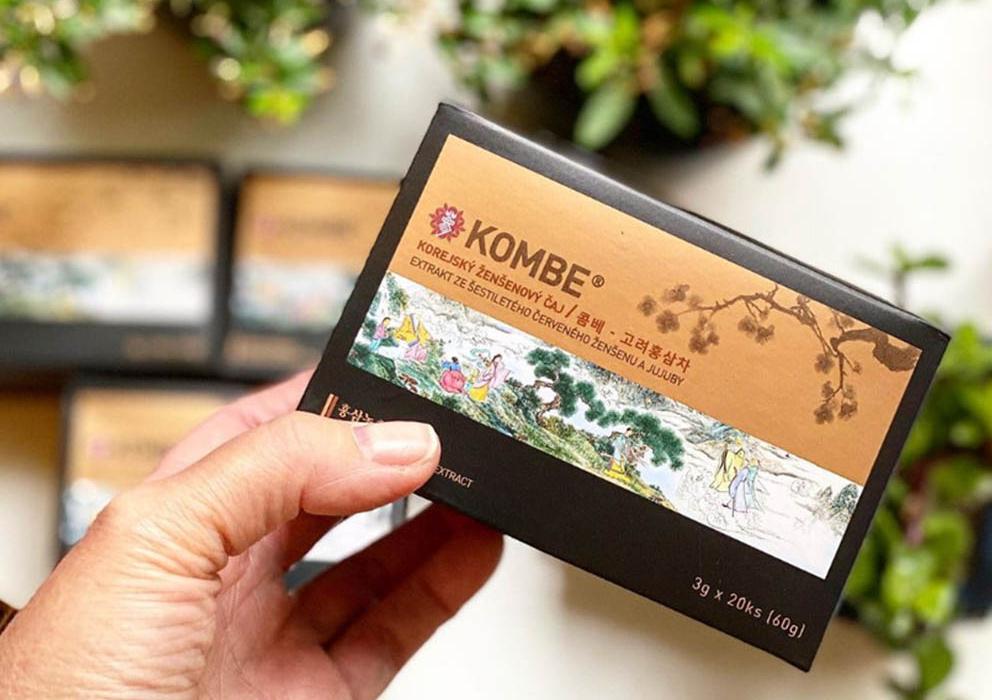 KOMBE®
KOREJSKÝ ŽENŠENOVÝ ČAJ / 콤베 - 고려홍삼차
EXTRAKT ZE ŠESTILETÉHO ČERVENÉHO ŽENŠENU A JUJUBY
EXTRACT
3g x 20ks (60g)